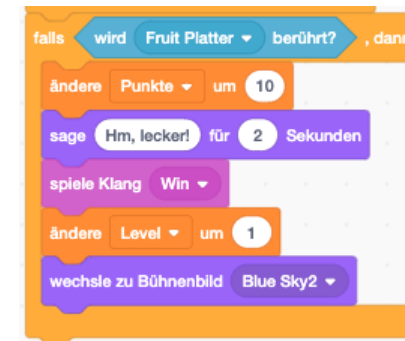 falls wird Fruit Platter berührt? , dann
ändere Punkte um 10
sage Hm, lecker! für 2 Sekunden
spiele Klang Win
ändere Level um 1
wechsle zu Bühnenbild Blue Sky2